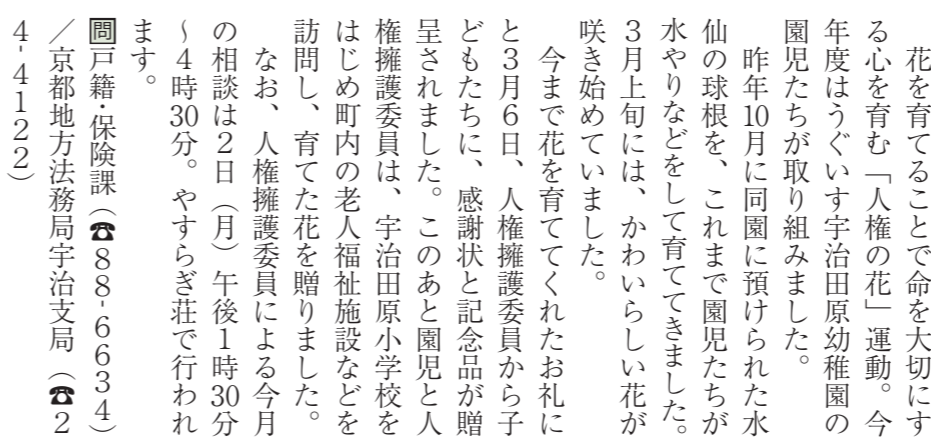 花を育てることで命を大切にす
る心を育む「人権の花」運動。今
年度はうぐいす宇治田原幼稚園の
園児たちが取り組みました。
　昨年10月に同園に預けられた水
仙の球根を、これまで園児たちが
水やりなどをして育ててきました。
３月上旬には、かわいらしい花が
咲き始めていました。
　今まで花を育ててくれたお礼に
と３月６日、人権擁護委員から子
どもたちに、感謝状と記念品が贈
呈されました。このあと園児と人
権擁護委員は、宇治田原小学校を
はじめ町内の老人福祉施設などを
訪問し、育てた花を贈りました。
　なお、人権擁護委員による今月
の相談は２日（月）午後１時30分
〜４時30分。やすらぎ荘で行われ
ます。
問戸籍・保険課（☎８８-６６３４）
／京都地方法務局宇治支局（☎２
４-４１２２）